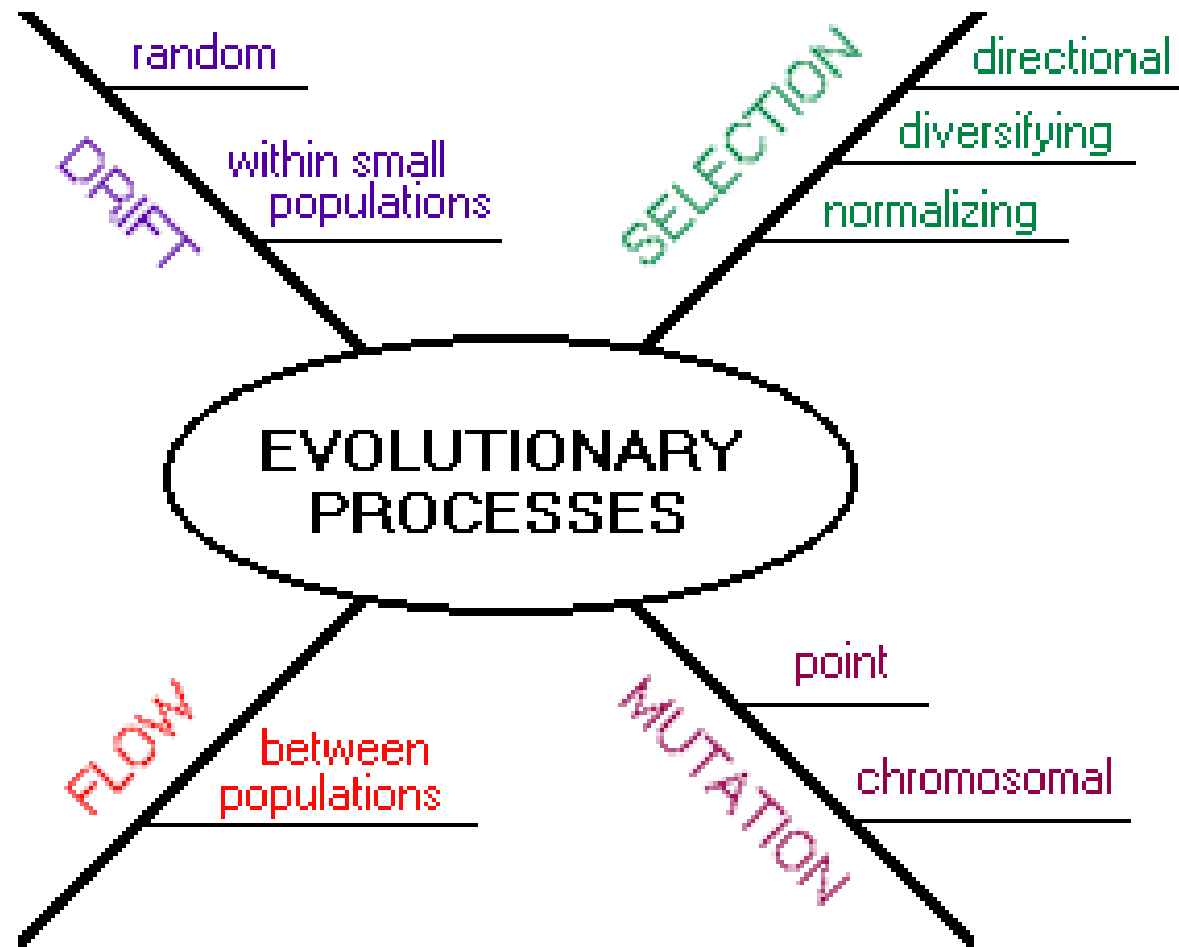 DRIFT
random
within small
populations
SELECTION
directional
diversifying
normalizing
EVOLUTIONARY
PROCESSES
FLOW
between
populations
MUTATION
point
chromosomal